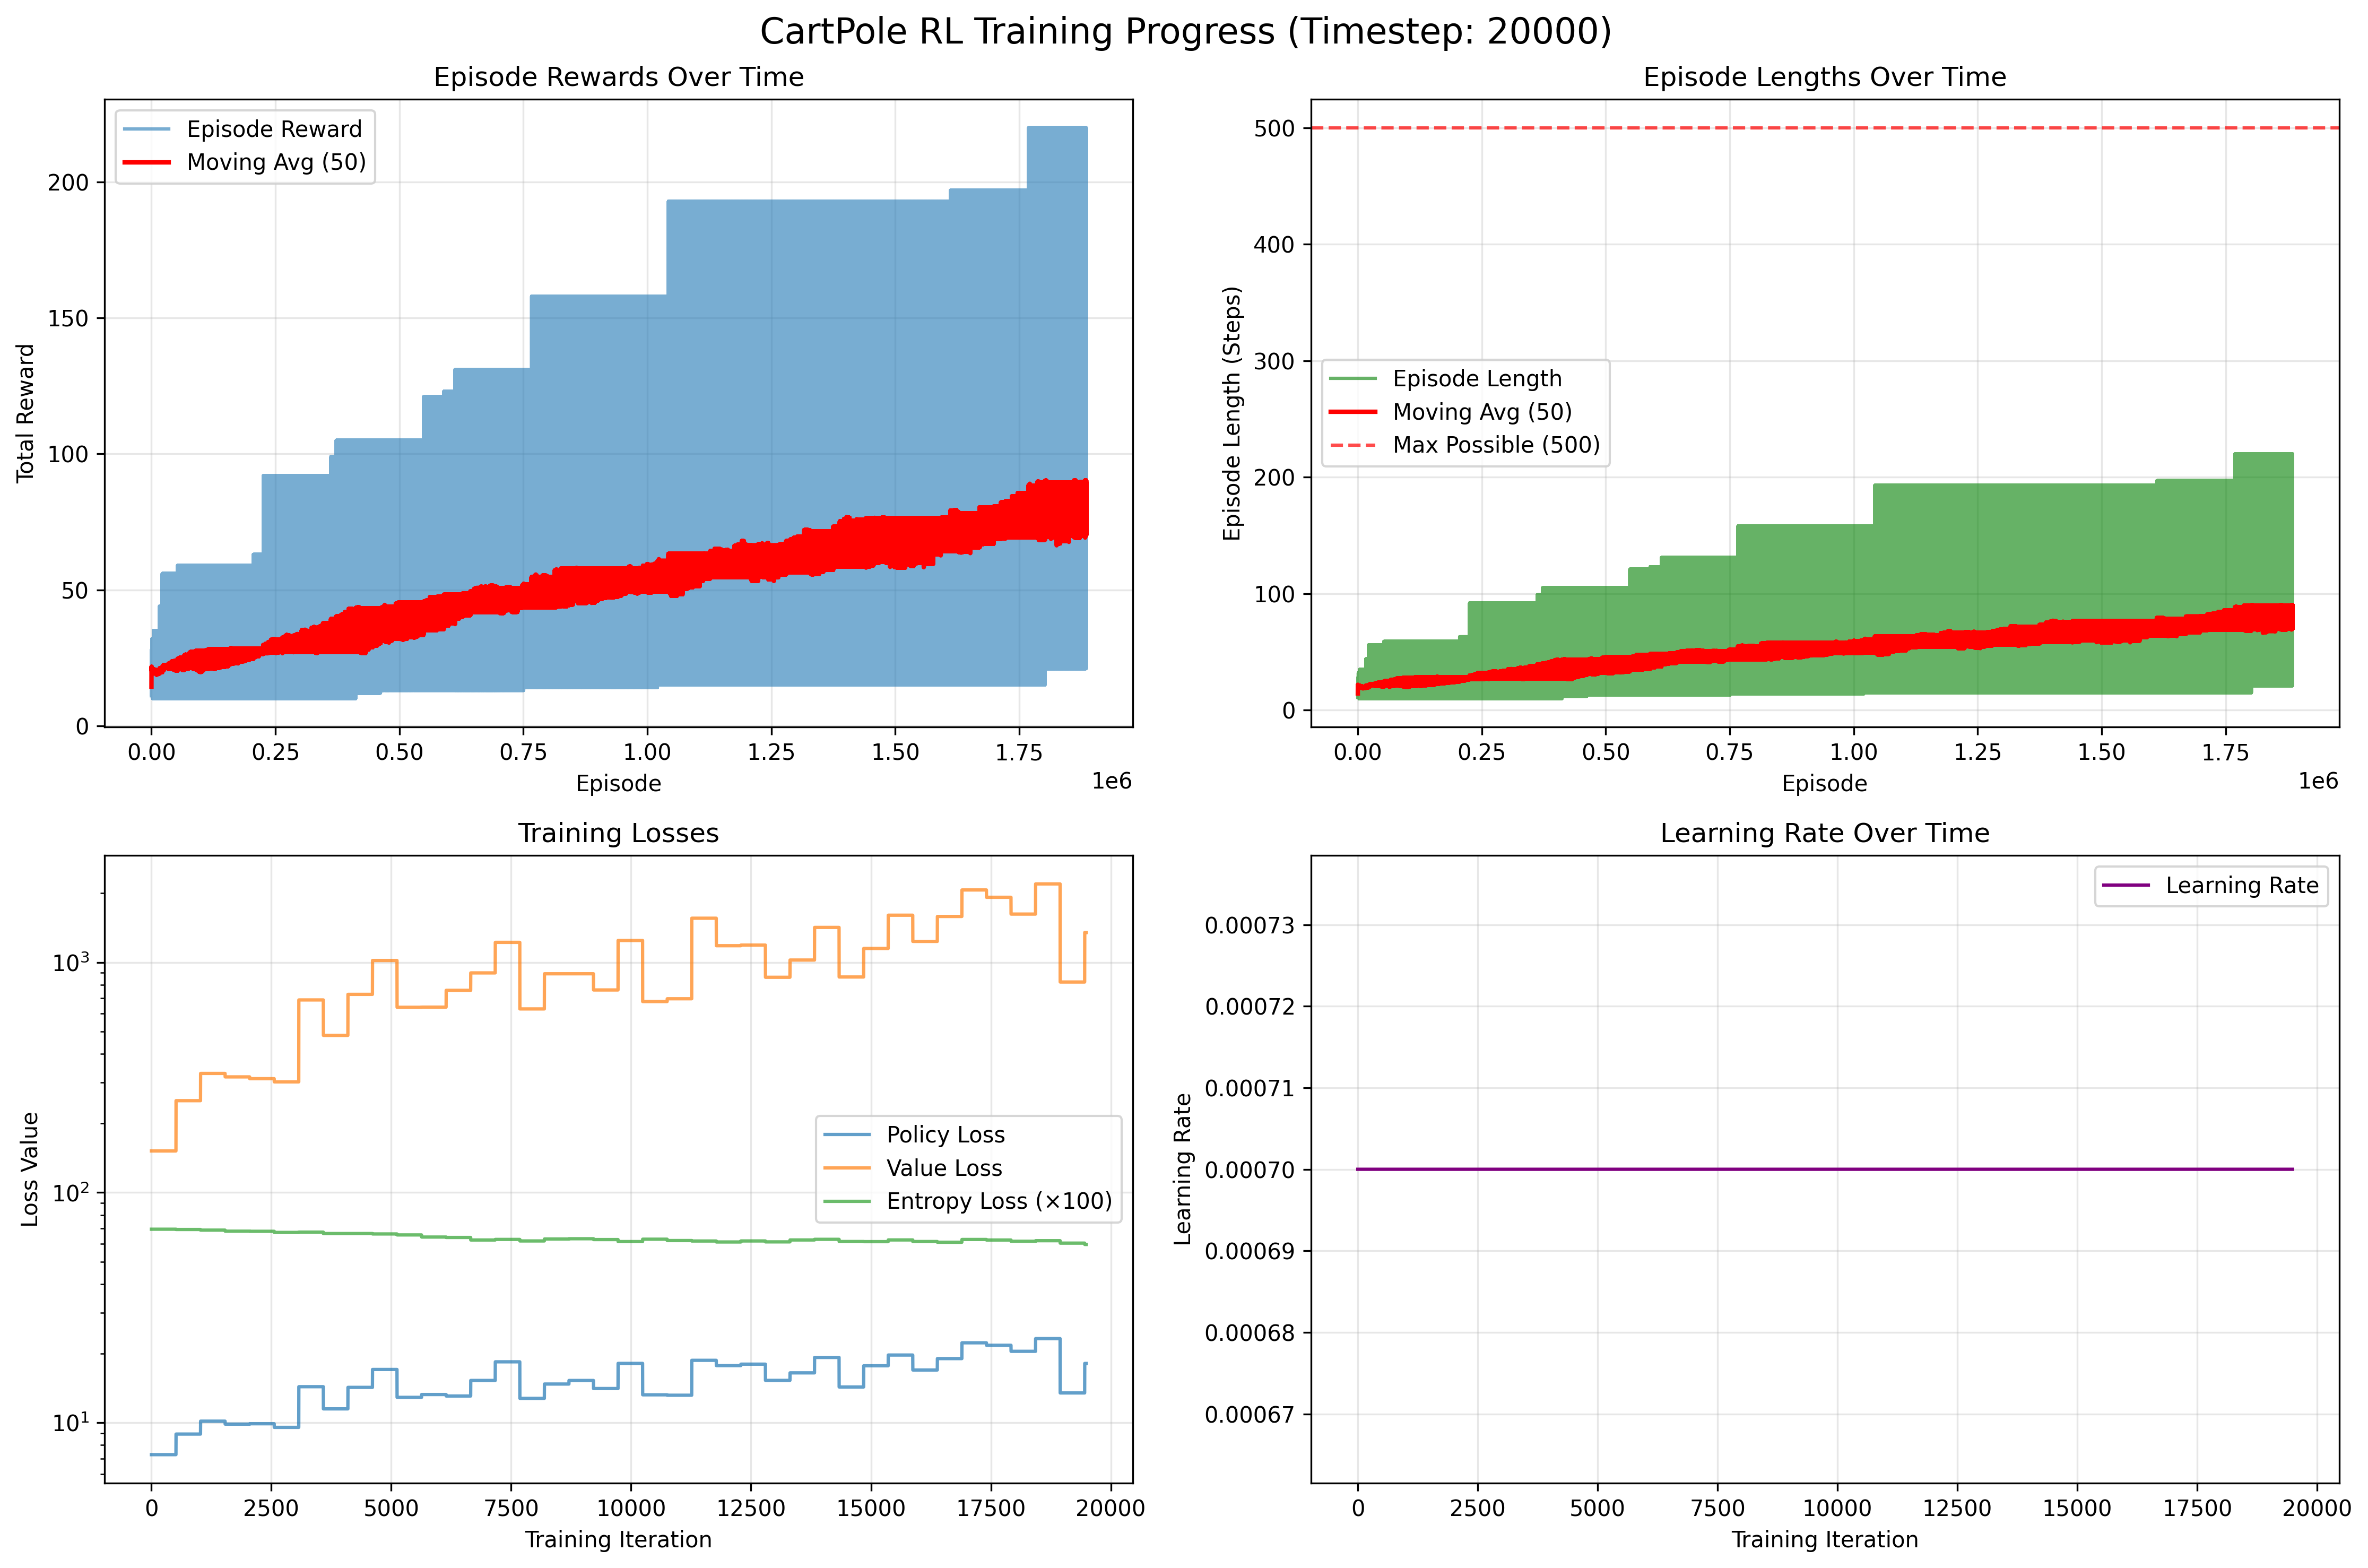 CartPole RL Training Progress (Timestep: 20000)
Episode Rewards Over Time
Episode Reward
Moving Avg (50)
Total Reward
200
150
100
50
0
0.00 0.25 0.50 0.75 1.00 1.25 1.50 1.75
1e6
Episode
Episode Lengths Over Time
Episode Length
Moving Avg (50)
Max Possible (500)
Episode Length (Steps)
500
400
300
200
100
0
0.00 0.25 0.50 0.75 1.00 1.25 1.50 1.75
1e6
Episode
Training Losses
Policy Loss
Value Loss
Entropy Loss (×100)
Loss Value
10³
10²
10¹
0 2500 5000 7500 10000 12500 15000 17500 20000
Training Iteration
Learning Rate Over Time
Learning Rate
Learning Rate
0.00073
0.00072
0.00071
0.00070
0.00069
0.00068
0.00067
0 2500 5000 7500 10000 12500 15000 17500 20000
Training Iteration